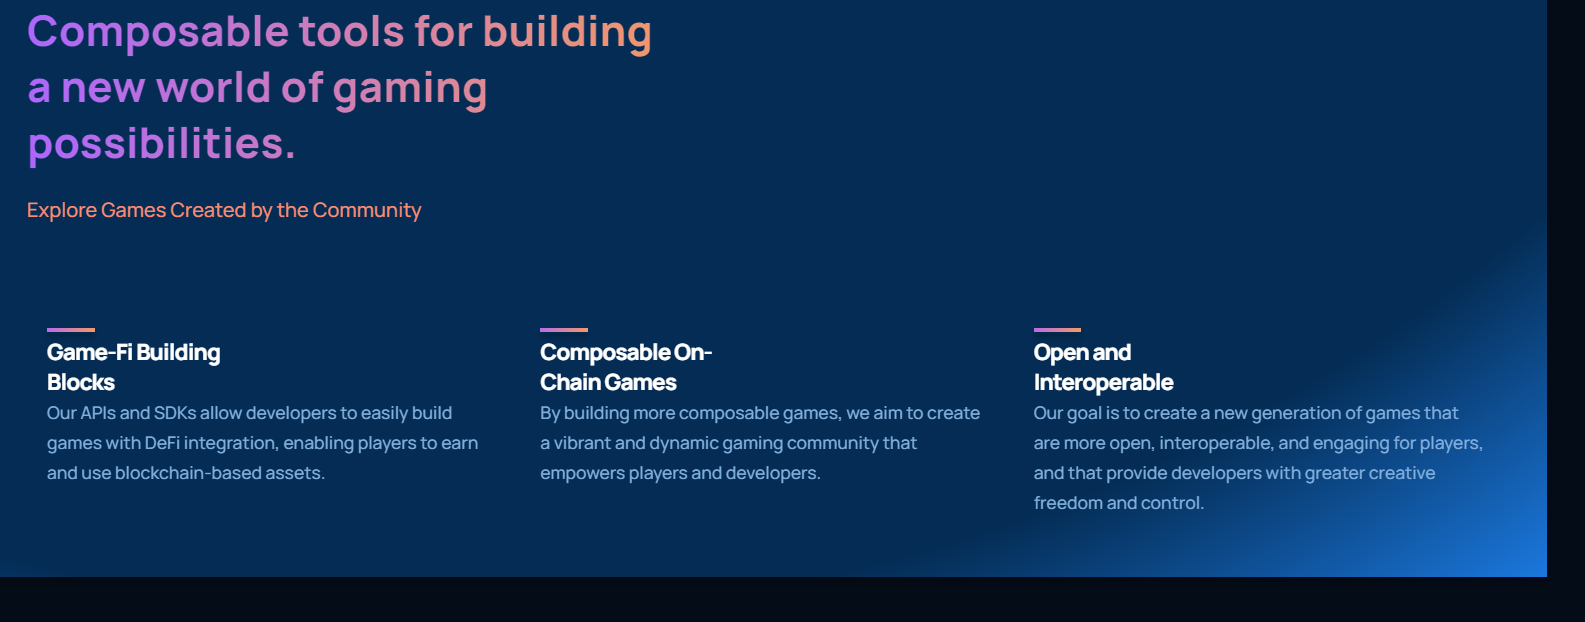 Composable tools for building
a new world of gaming
possibilities.
Explore Games Created by the Community
Game-Fi Building
Blocks
Our APIs and SDKs allow developers to easily build
games with DeFi integration, enabling players to earn
and use blockchain-based assets.
Composable On-
Chain Games
By building more composable games, we aim to create
a vibrant and dynamic gaming community that
empowers players and developers.
Open and
Interoperable
Our goal is to create a new generation of games that
are more open, interoperable, and engaging for players,
and that provide developers with greater creative
freedom and control.